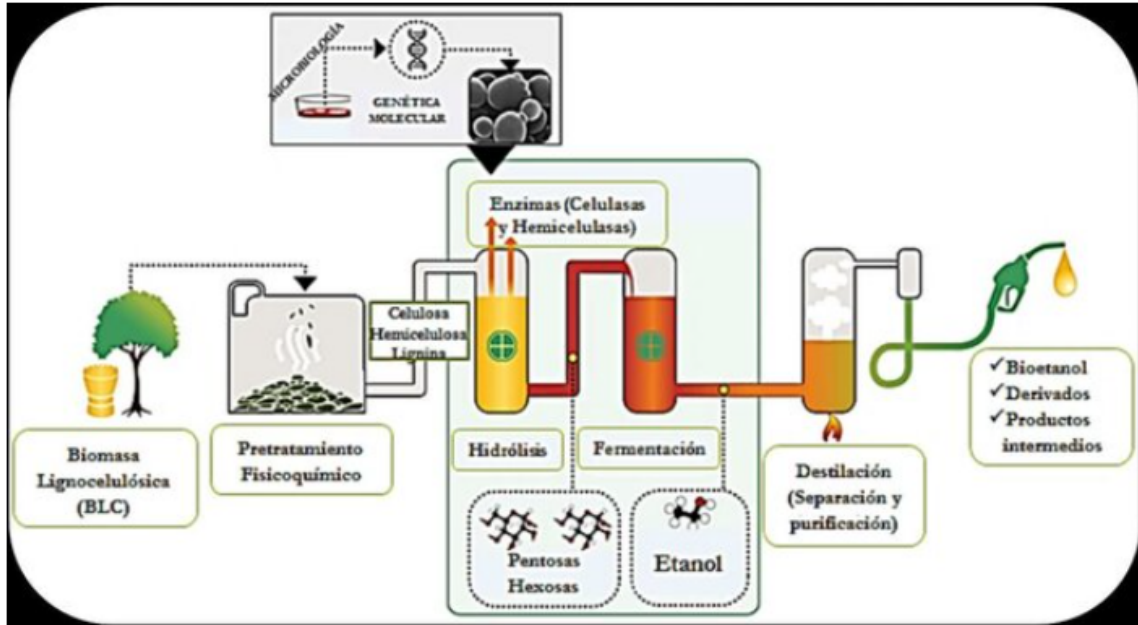 MICROBIOLOGÍA
GENÉTICA
MOLECULAR
Enzimas (Celulasas
y Hemicelulasas)
Celulosa
Hemicelulosa
Lignina
Biomasa
Lignocelulósica
(BLC)
Pretratamiento
Fisicoquímico
Hidrólisis
Fermentación
Pentosas
Hexosas
Etanol
Destilación
(Separación y
purificación)
✓Bioetanol
✓Derivados
✓Productos
intermedios